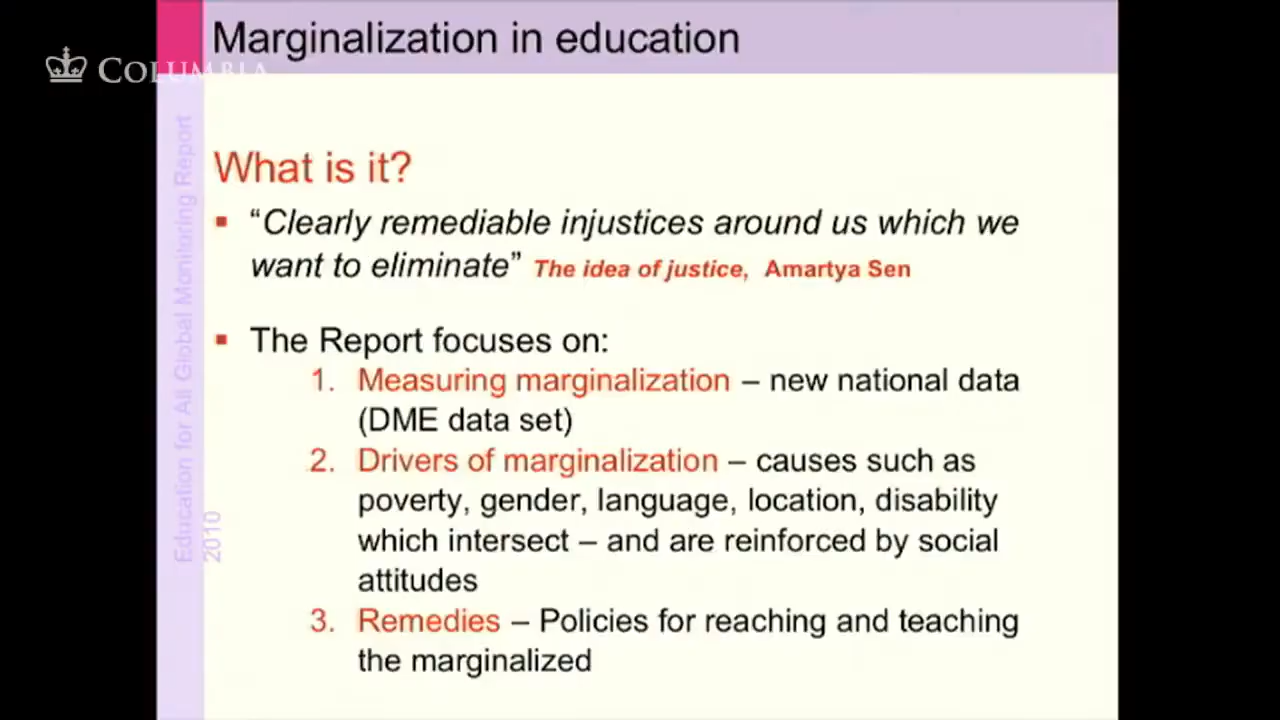 Marginalization in education
COLUMBIA
What is it?
▪ “Clearly remediable injustices around us which we
want to eliminate” The idea of justice, Amartya Sen
▪ The Report focuses on:
1. Measuring marginalization – new national data
(DME data set)
2. Drivers of marginalization – causes such as
poverty, gender, language, location, disability
which intersect – and are reinforced by social
attitudes
3. Remedies – Policies for reaching and teaching
the marginalized
Education for All Global Monitoring Report
2010